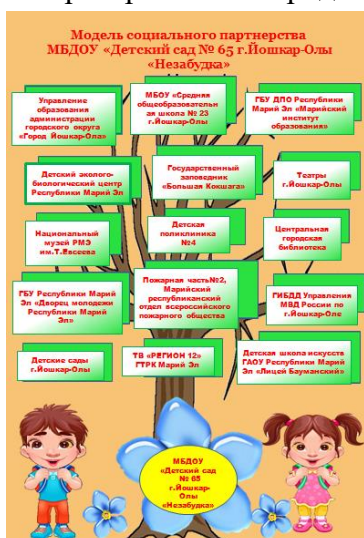 Модель социального партнерства
МБДОУ «Детский сад № 65 г.Йошкар-Олы
«Незабудка»
Управление
образования
администрации
городского округа
«Город Йошкар-Ола»
МБОУ «Средняя
общеобразовательн
ая школа № 23
г.Йошкар-Олы
ГБУ ДПО Республики
Марий Эл «Марийский
институт
образования»
Детский эколого-
биологический центр
Республики Марий Эл
Государственный
заповедник
«Большая Кокшага»
Театры
г.Йошкар-Олы
Национальный
музей РМЭ
им.Т.Евсеева
Детская
поликлиника
№4
Центральная
городская
библиотека
ГБУ Республики Марий
Эл «Дворец молодежи
Республики Марий
Эл»
Пожарная часть№2,
Марийский
республиканский
отдел всероссийского
пожарного общества
ГИБДД Управления
МВД России по
г.Йошкар-Оле
Детские сады
г.Йошкар-Олы
ТВ «РЕГИОН 12»
ГТРК Марий Эл
Детская школа искусств
ГАОУ Республики Марий
Эл «Лицей Бауманский»
МБДОУ
«Детский сад
№ 65
г.Йошкар-
Олы
«Незабудка»